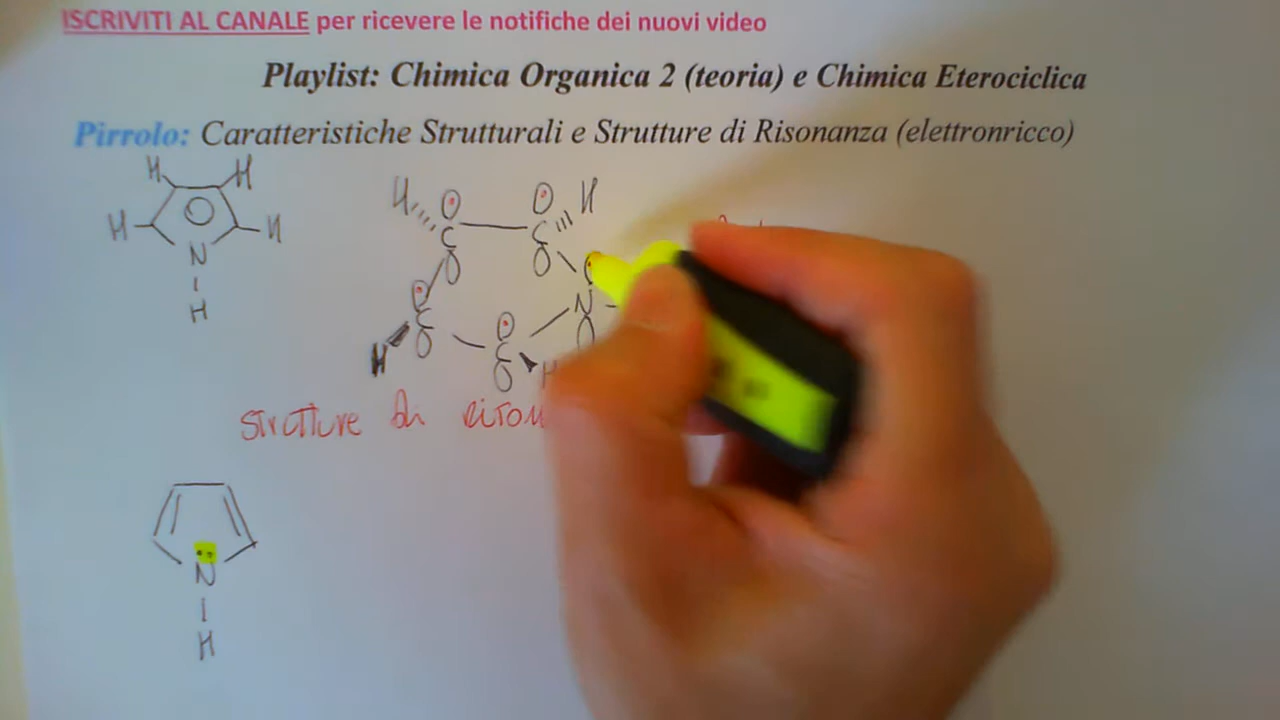 ISCRIVITI AL CANALE per ricevere le notifiche dei nuovi video
Playlist: Chimica Organica 2 (teoria) e Chimica Eterociclica
Pirrolo: Caratteristiche Strutturali e Strutture di Risonanza (elettronricco)
H H
H H
N
H
H H
C C
C N
H C H
strutture di
N
H